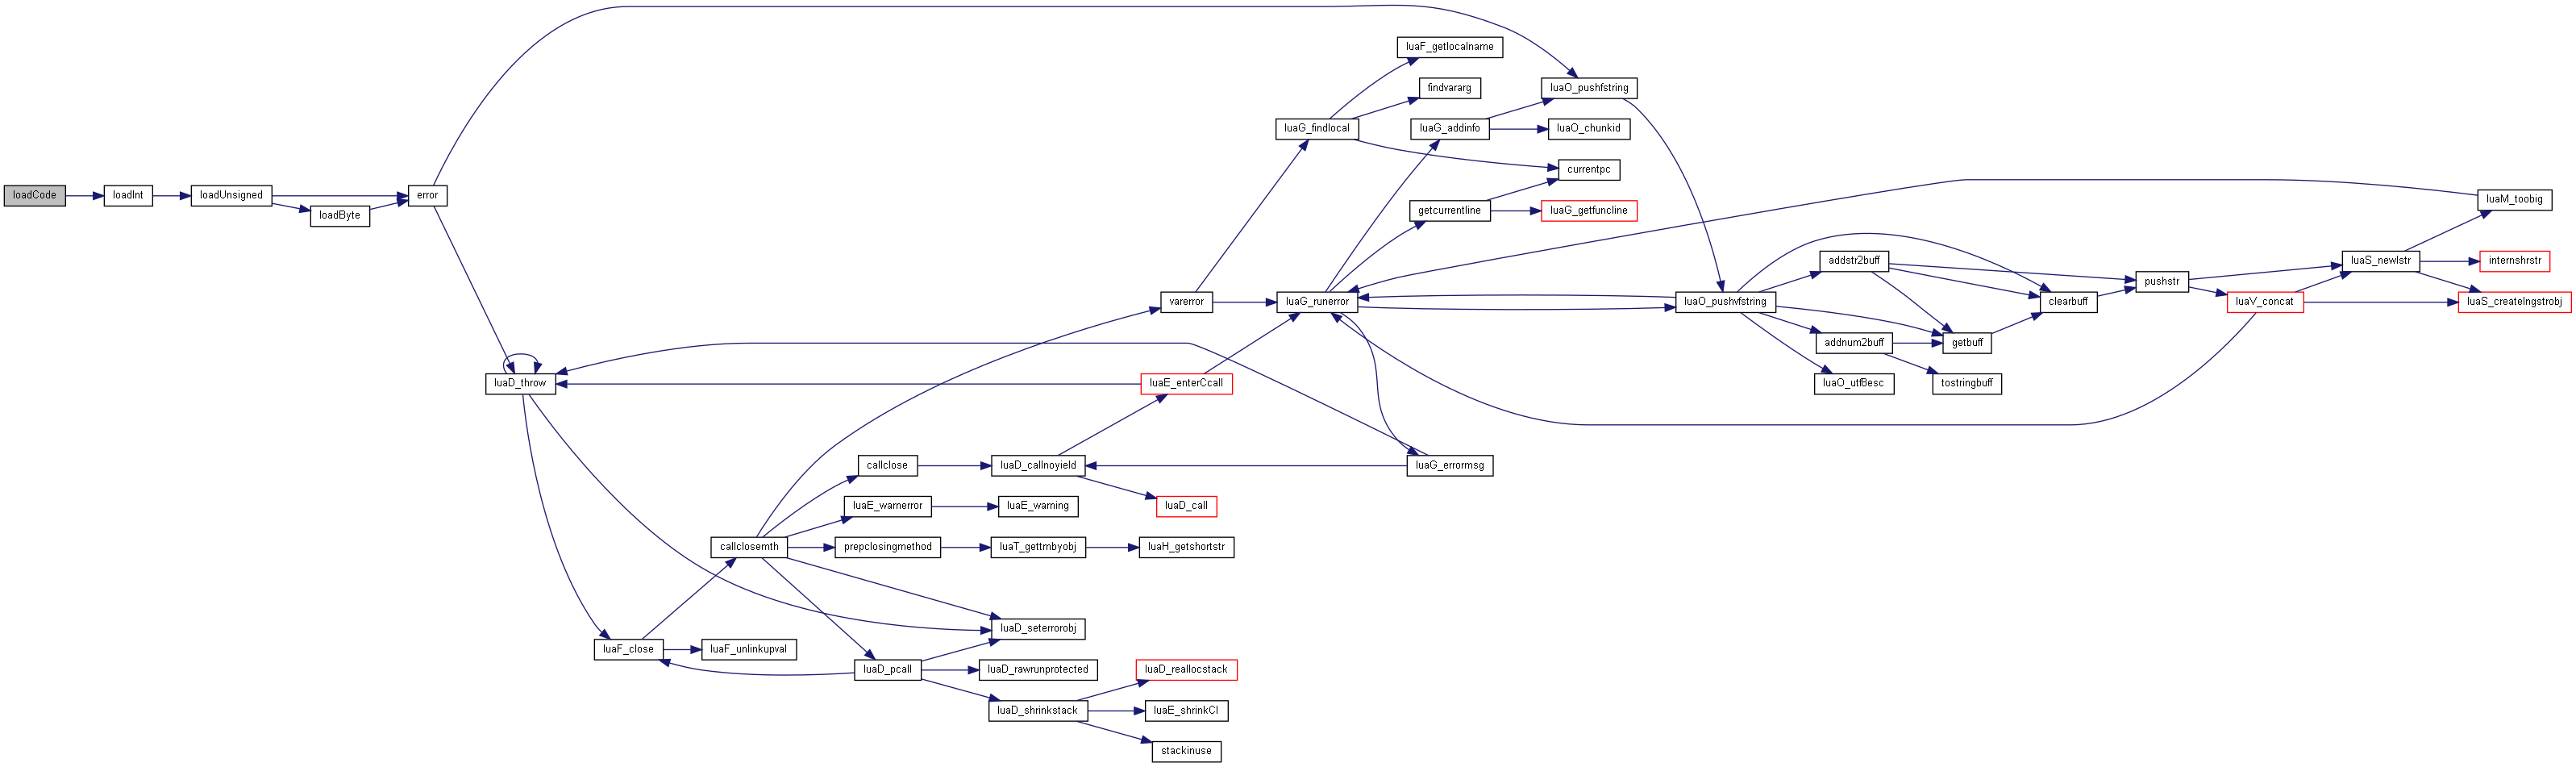 luaF_getlocalname
findvararg
luaO_pushfstring
luaG_findlocal
luaG_addinfo
luaO_chunkid
currentpc
loadCode
loadInt
loadUnsigned
error
luaM_toobig
getcurrentline
luaG_getfuncline
loadByte
addstr2buff
luaS_newlstr
internshrstr
pushstr
varerror
luaG_runerror
luaO_pushvfstring
clearbuff
luaV_concat
luaS_createlngstrobj
addnum2buff
getbuff
luaD_throw
luaE_enterCcall
luaO_utf8esc
tostringbuff
callclose
luaD_callnoyield
luaG_errormsg
luaE_warnerror
luaE_warning
luaD_call
callclosemth
prepclosingmethod
luaT_gettmbyobj
luaH_getshortstr
luaD_seterrorobj
luaF_close
luaF_unlinkupval
luaD_pcall
luaD_rawrunprotected
luaD_reallocstack
luaD_shrinkstack
luaE_shrinkCI
stackinuse